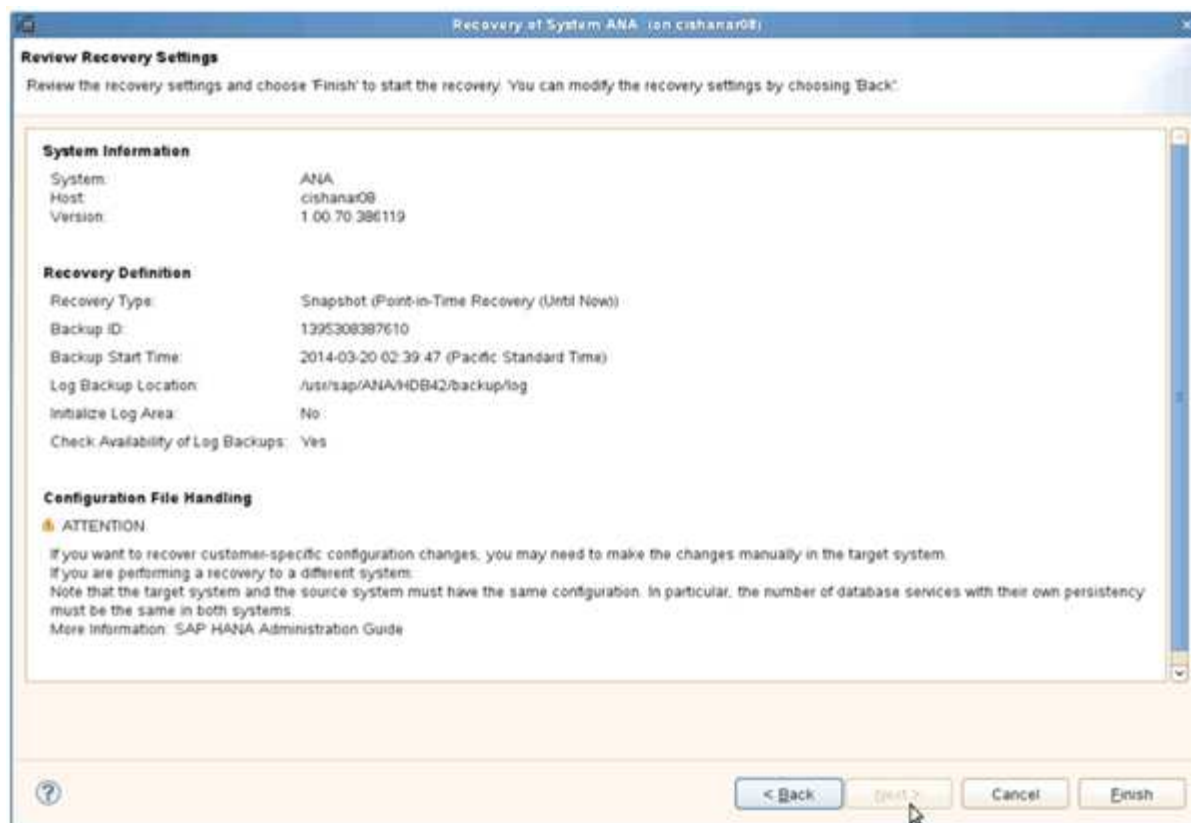 Recovery of System ANA (on cishanar08)
Review Recovery Settings
Review the recovery settings and choose 'Finish' to start the recovery. You can modify the recovery settings by choosing 'Back'.
System Information
System: ANA
Host: cishanar08
Version: 1.00.70.386119
Recovery Definition
Recovery Type: Snapshot (Point-in-Time Recovery (Until Now))
Backup ID: 1395308387610
Backup Start Time: 2014-03-20 02:39:47 (Pacific Standard Time)
Log Backup Location: /usr/sap/ANA/HDB42/backup/log
Initialize Log Area: No
Check Availability of Log Backups: Yes
Configuration File Handling
ATTENTION
If you want to recover customer-specific configuration changes, you may need to make the changes manually in the target system.
If you are performing a recovery to a different system:
Note that the target system and the source system must have the same configuration. In particular, the number of database services with their own persistency
must be the same in both systems.
More Information: SAP HANA Administration Guide
< Back Next > Cancel Finish